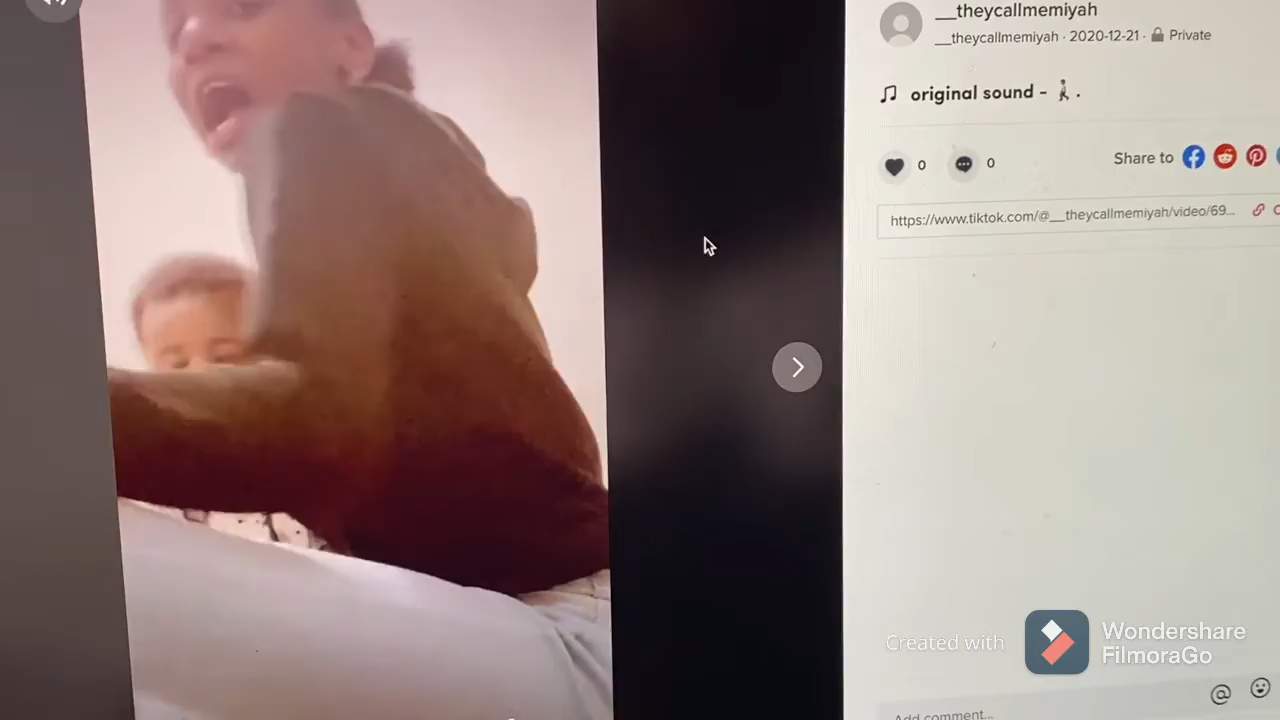 __theycallmemiyah
__theycallmemiyah · 2020-12-21 · Private
original sound - 
0 0 Share to
https://www.tiktok.com/@__theycallmemiyah/video/69...
Created with
Wondershare
FilmoraGo
@
Add comment...